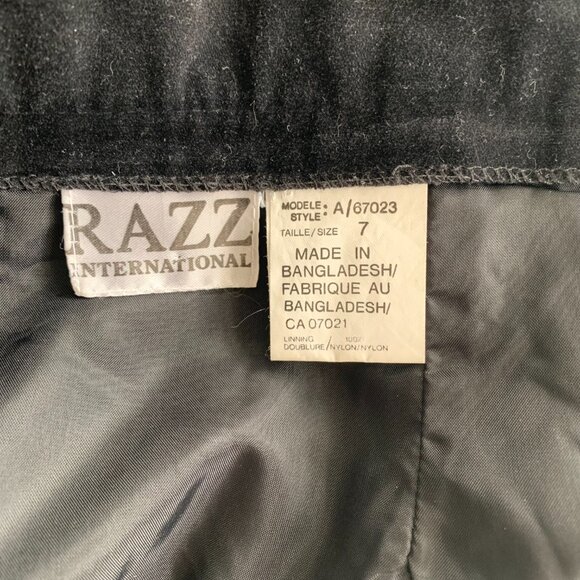 RAZZ
INTERNATIONAL
MODELE:
STYLE: A/67023
TAILLE/SIZE 7
MADE IN
BANGLADESH/
FABRIQUE AU
BANGLADESH/
CA 07021
LINNING / 100%
DOUBLURE/NYLON/NYLON